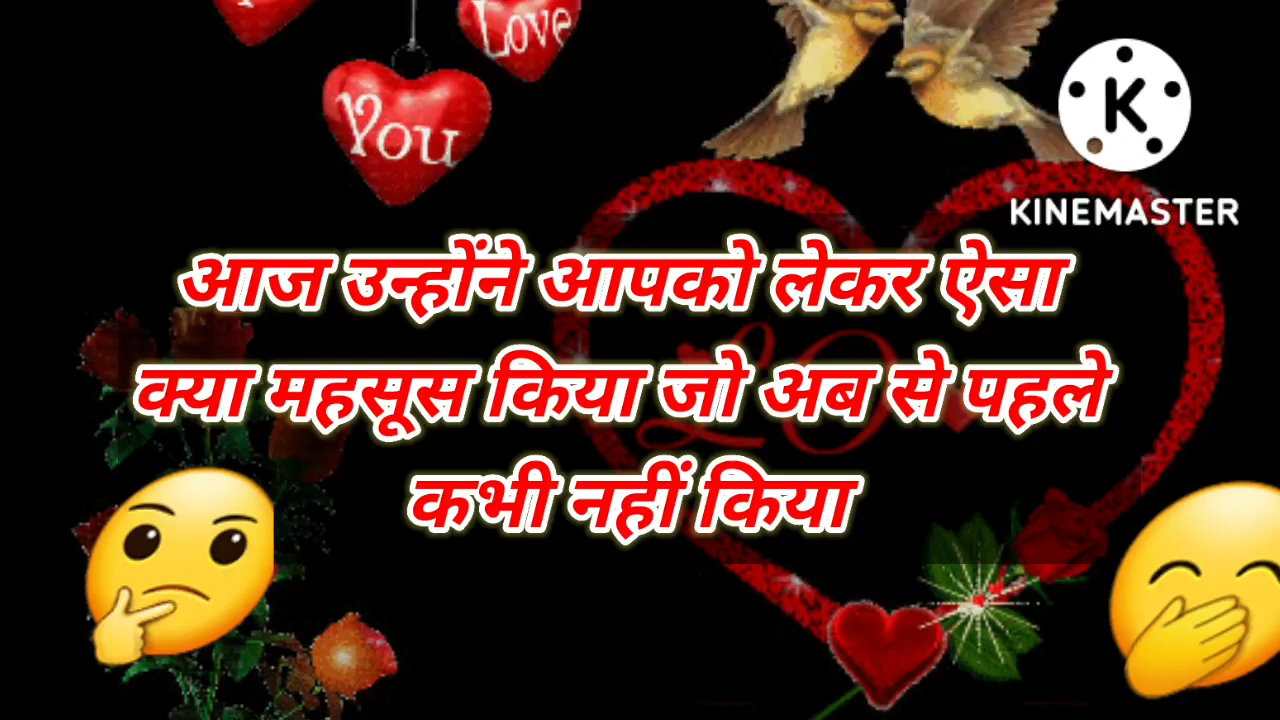 Love
You
K
KINEMASTER
आज उन्होंने आपको लेकर ऐसा
क्या महसूस किया जो अब से पहले
कभी नहीं किया